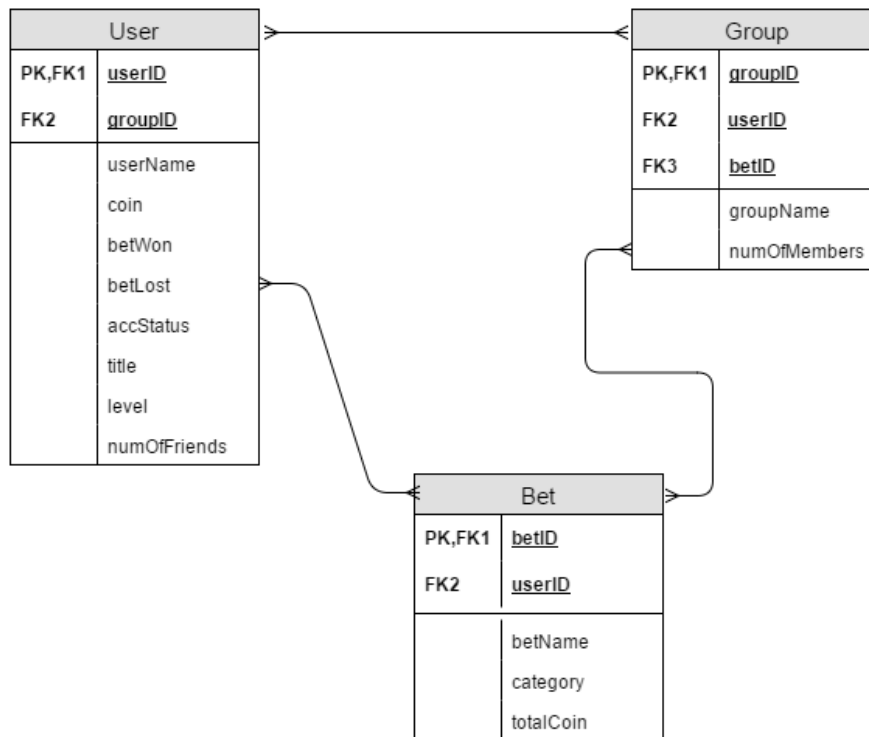 User
PK,FK1 userID
FK2 groupID
userName
coin
betWon
betLost
accStatus
title
level
numOfFriends
Group
PK,FK1 groupID
FK2 userID
FK3 betID
groupName
numOfMembers
Bet
PK,FK1 betID
FK2 userID
betName
category
totalCoin